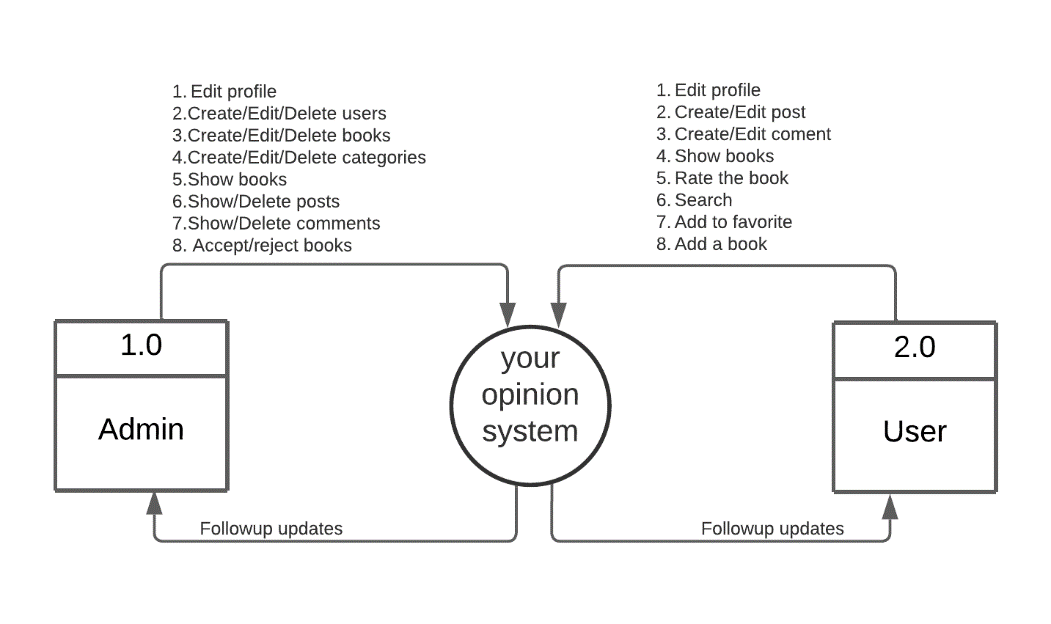 1. Edit profile
2.Create/Edit/Delete users
3.Create/Edit/Delete books
4.Create/Edit/Delete categories
5.Show books
6.Show/Delete posts
7.Show/Delete comments
8. Accept/reject books
1. Edit profile
2. Create/Edit post
3. Create/Edit coment
4. Show books
5. Rate the book
6. Search
7. Add to favorite
8. Add a book
1.0
Admin
your
opinion
system
2.0
User
Followup updates
Followup updates